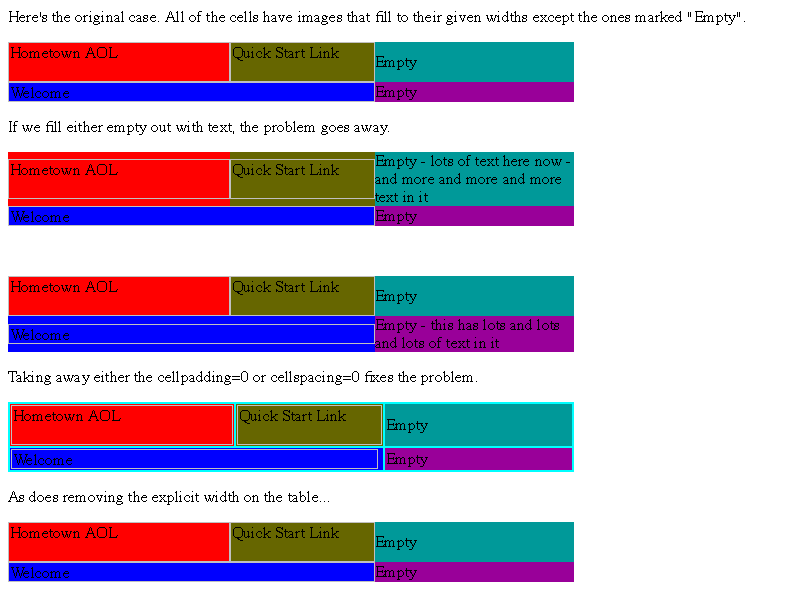 Here's the original case. All of the cells have images that fill to their given widths except the ones marked "Empty".
Hometown AOL Quick Start Link Empty
Welcome Empty
If we fill either empty out with text, the problem goes away.
Hometown AOL Quick Start Link Empty - lots of text here now -
and more and more and more
text in it
Welcome Empty
Hometown AOL Quick Start Link Empty
Welcome Empty - this has lots and lots
and lots of text in it
Taking away either the cellpadding=0 or cellspacing=0 fixes the problem.
Hometown AOL Quick Start Link Empty
Welcome Empty
As does removing the explicit width on the table...
Hometown AOL Quick Start Link Empty
Welcome Empty